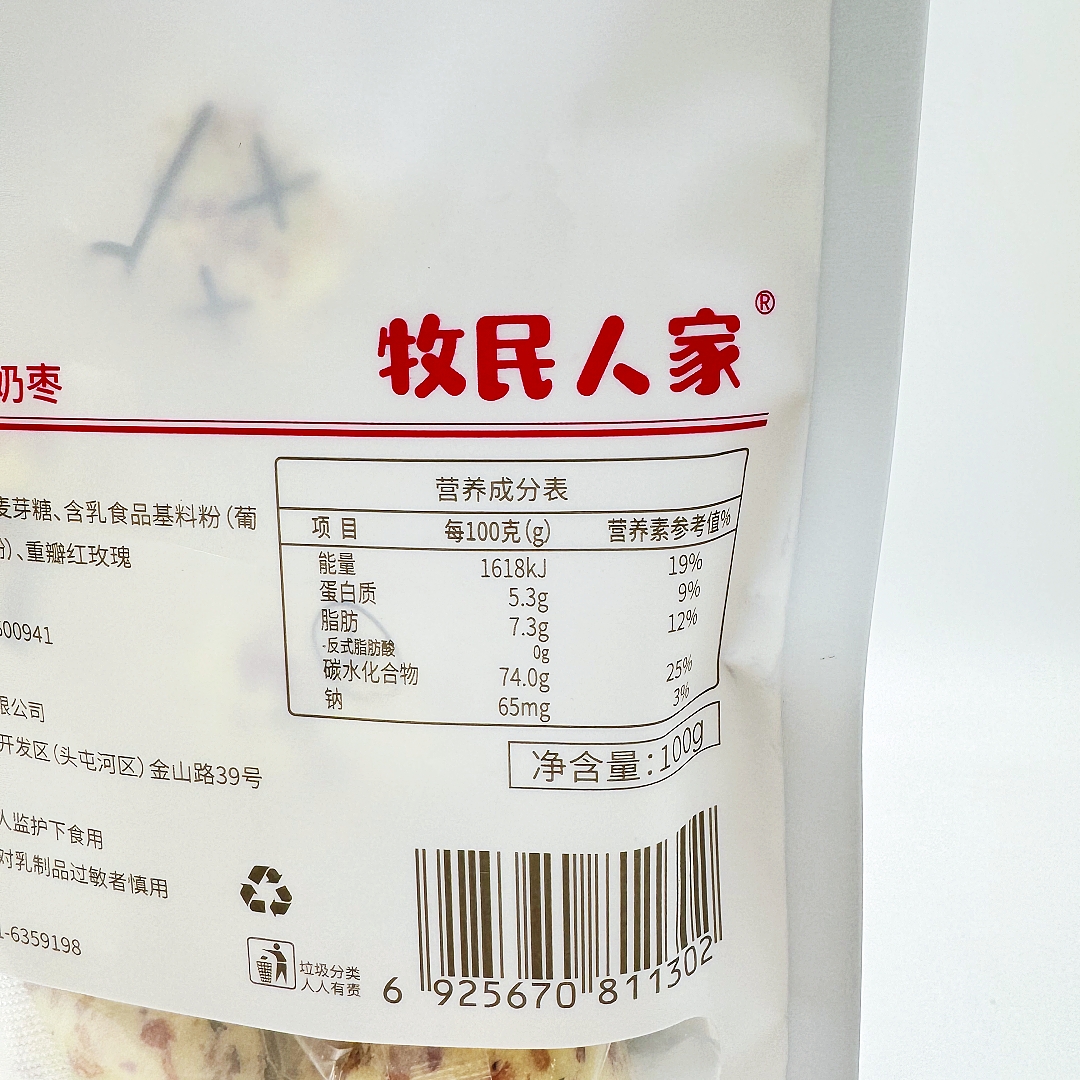 牧民人家®
奶枣
麦芽糖、含乳食品基料粉（葡
粉）、重瓣红玫瑰
500941
限公司
开发区（头屯河区）金山路39号
人监护下食用
对乳制品过敏者慎用
1-6359198
营养成分表
项目 每100克(g) 营养素参考值%
能量 1618kJ 19%
蛋白质 5.3g 9%
脂肪 7.3g 12%
-反式脂肪酸 0g
碳水化合物 74.0g 25%
钠 65mg 3%
净含量：100g
垃圾分类
人人有责
6 925670 811302